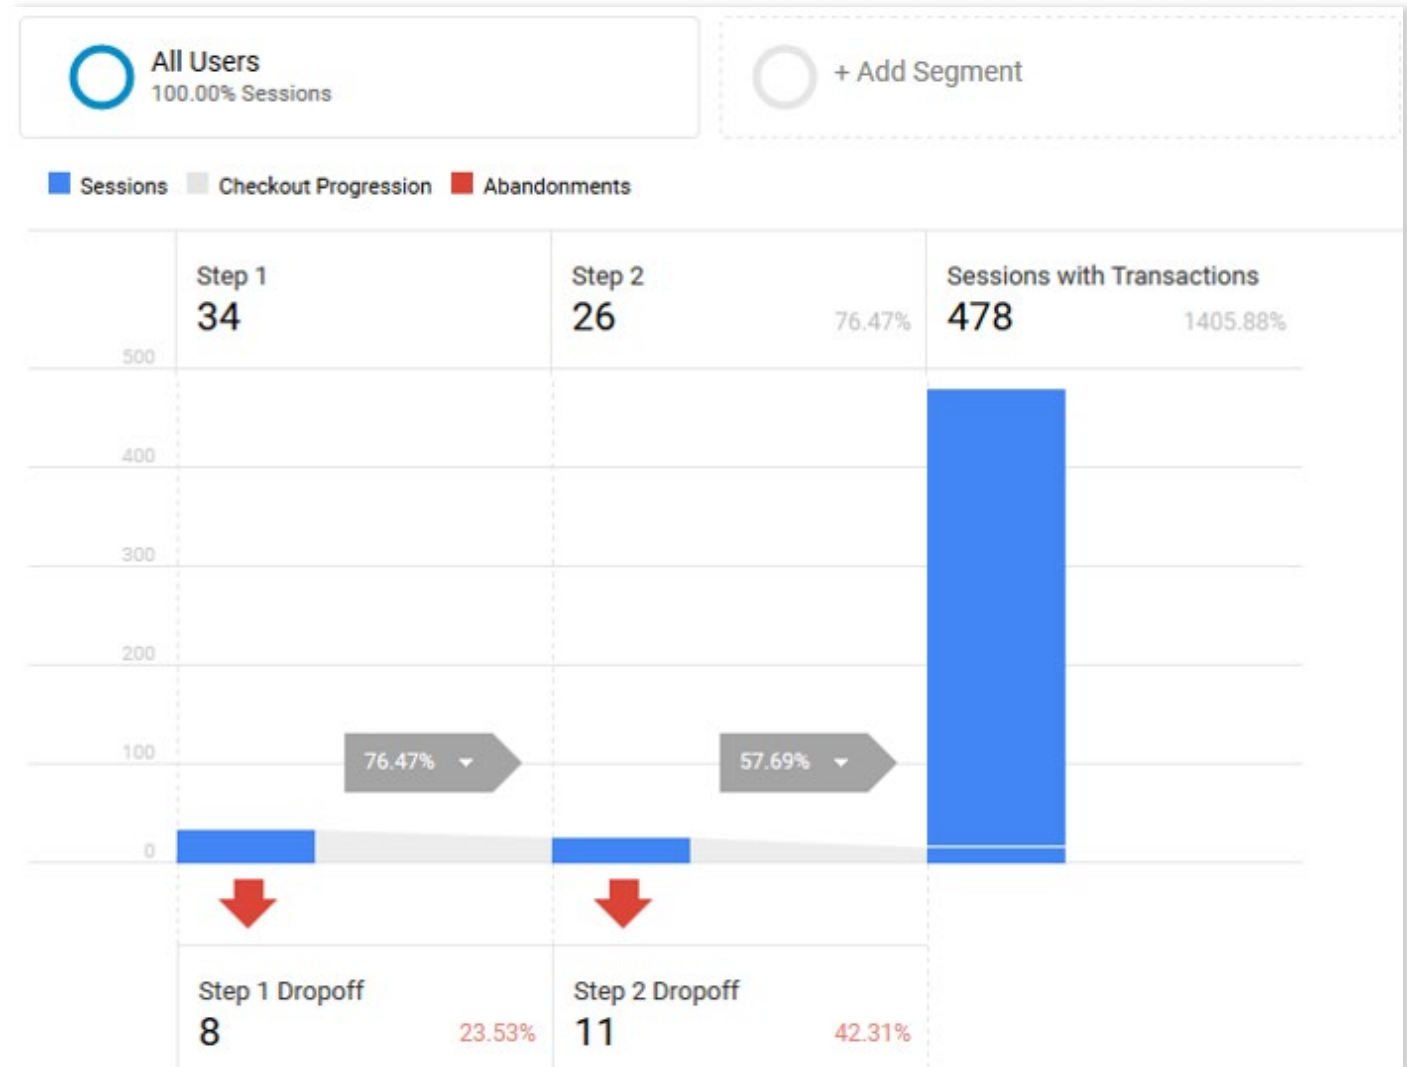 All Users
100.00% Sessions
+ Add Segment
Sessions
Checkout Progression
Abandonments
Step 1
34
Step 2
26
76.47%
Sessions with Transactions
478
1405.88%
500
400
300
200
100
0
76.47%
57.69%
Step 1 Dropoff
8
23.53%
Step 2 Dropoff
11
42.31%